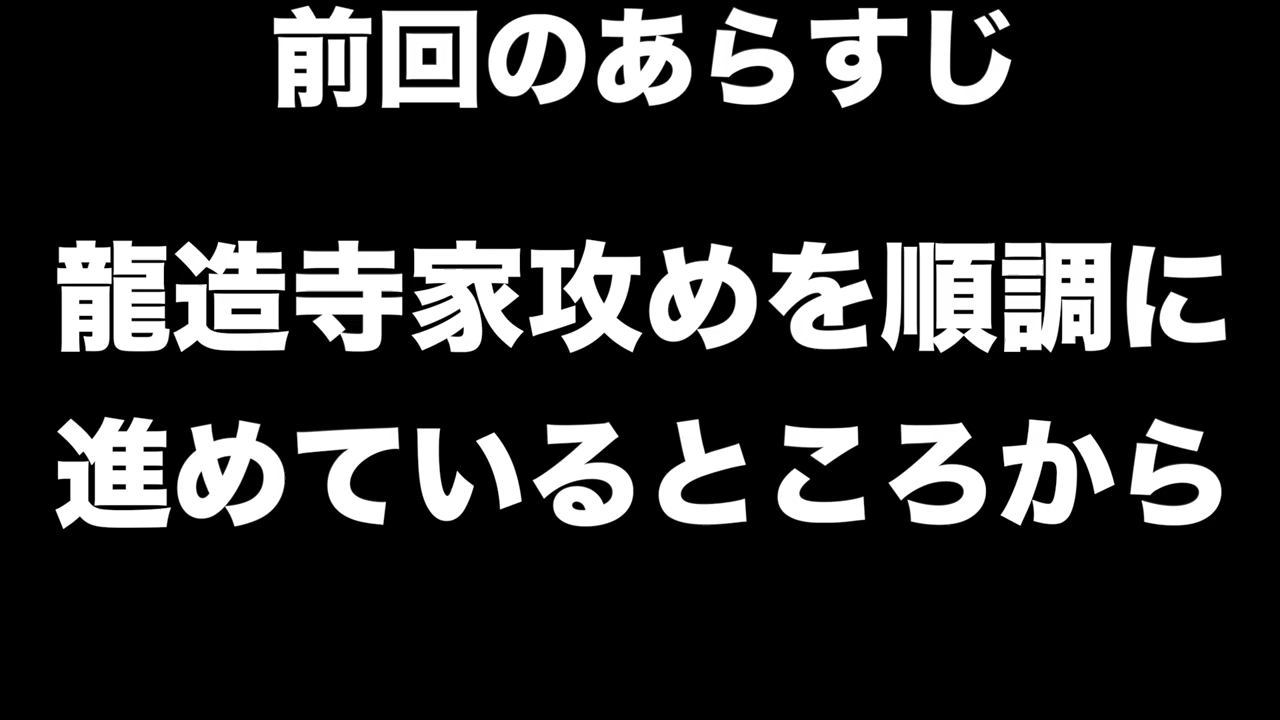 前回のあらすじ
龍造寺家攻めを順調に
進めているところから